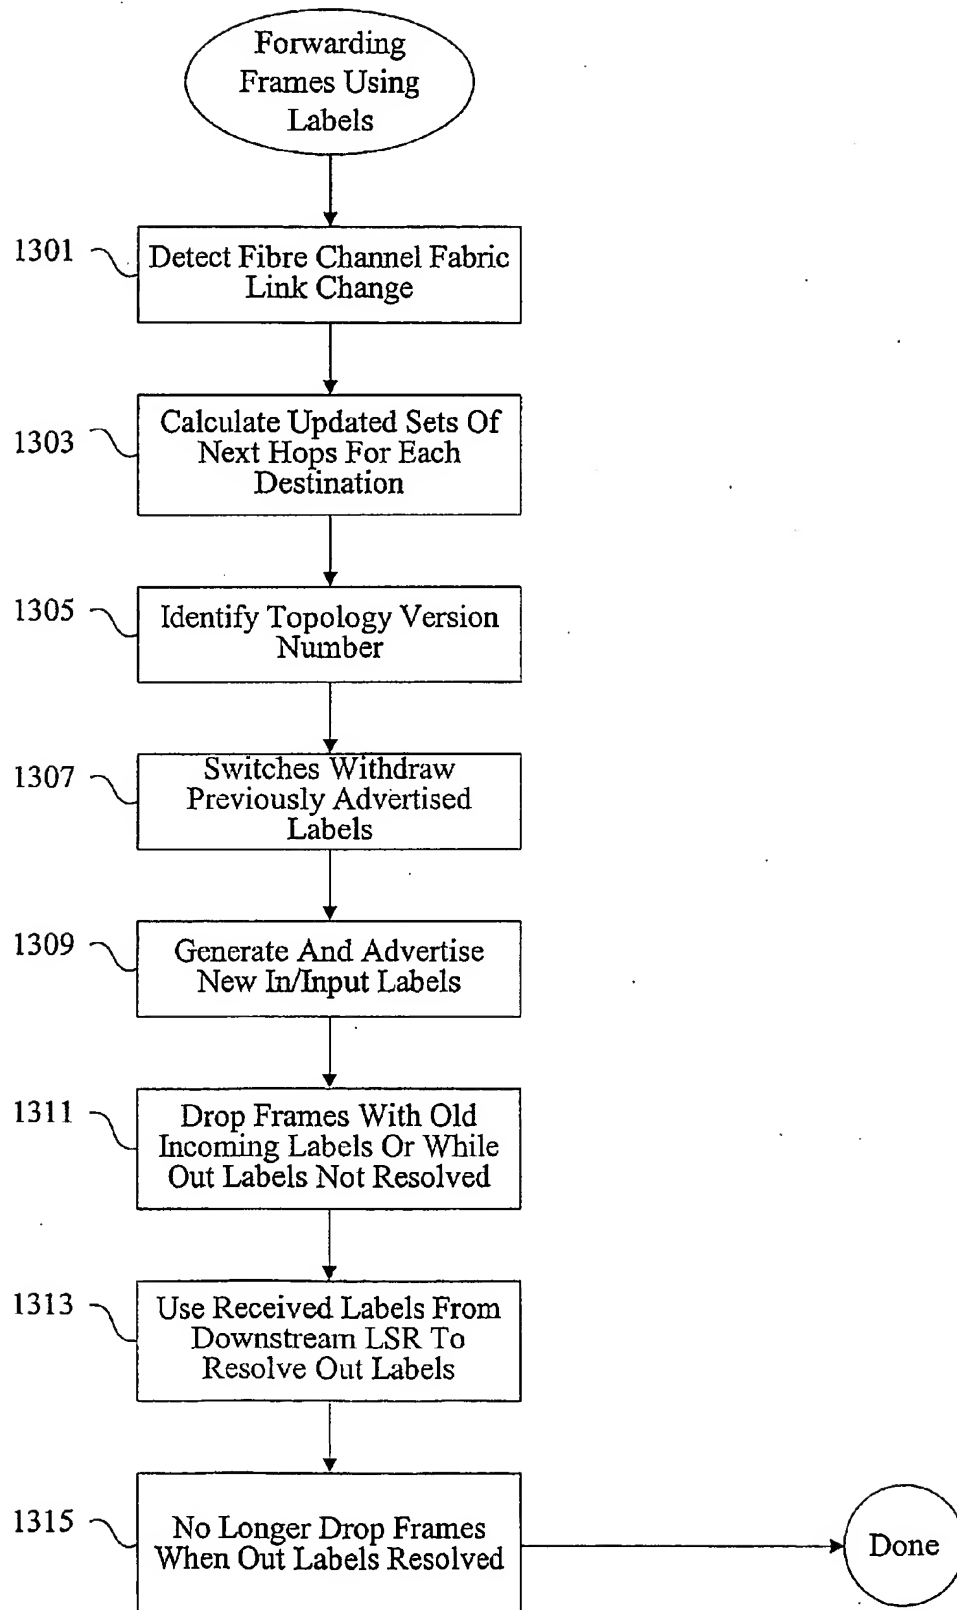 Forwarding
Frames Using
Labels
1301
Detect Fibre Channel Fabric
Link Change
1303
Calculate Updated Sets Of
Next Hops For Each
Destination
1305
Identify Topology Version
Number
1307
Switches Withdraw
Previously Advertised
Labels
1309
Generate And Advertise
New In/Input Labels
1311
Drop Frames With Old
Incoming Labels Or While
Out Labels Not Resolved
1313
Use Received Labels From
Downstream LSR To
Resolve Out Labels
1315
No Longer Drop Frames
When Out Labels Resolved
Done